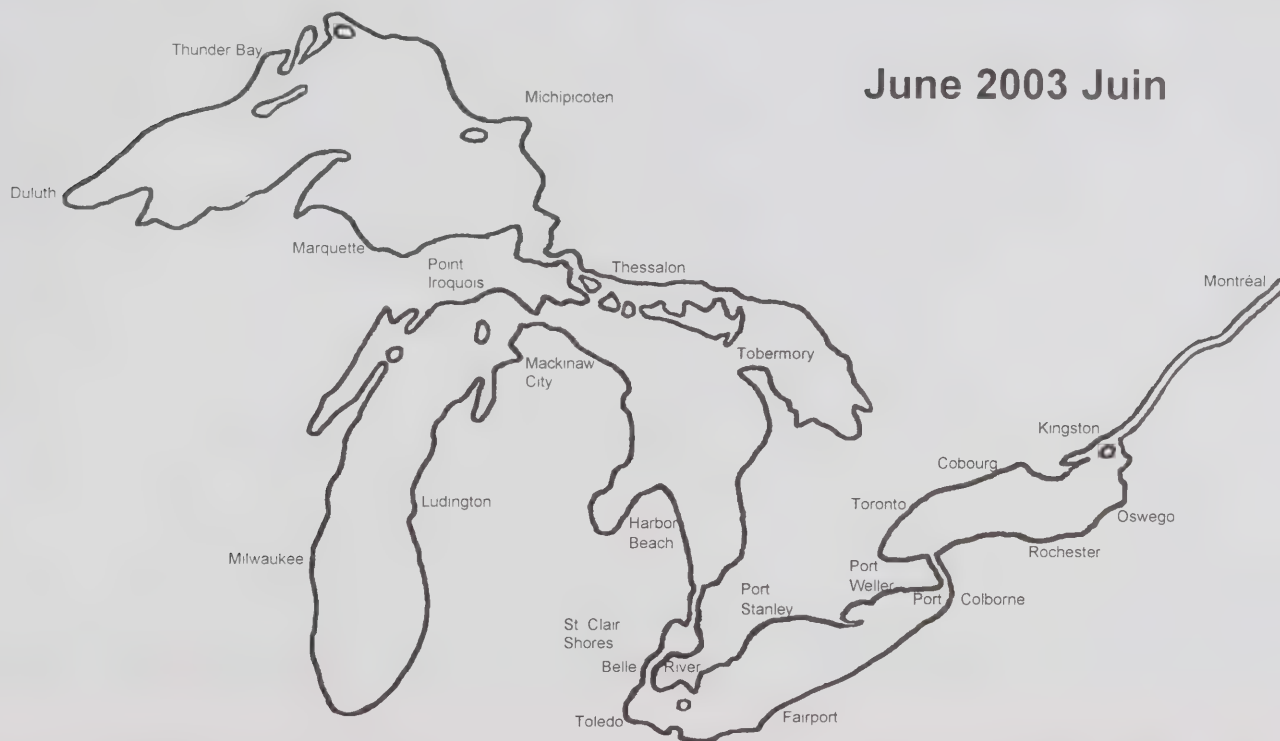 Thunder Bay
June 2003 Juin
Michipicoten
Duluth
Marquette
Point
Iroquois
Thessalon
Montréal
Tobermory
Mackinaw
City
Kingston
Cobourg
Ludington
Toronto
Oswego
Harbor
Beach
Rochester
Milwaukee
Port
Weller
Port
Stanley
Port Colborne
St Clair
Shores
Belle River
Toledo
Fairport